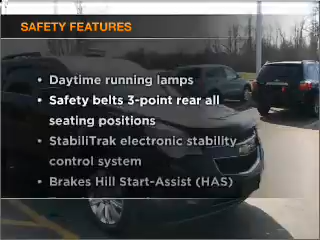 SAFETY FEATURES
• Daytime running lamps
• Safety belts 3-point rear all
seating positions
• StabiliTrak electronic stability
control system
• Brakes Hill Start-Assist (HAS)